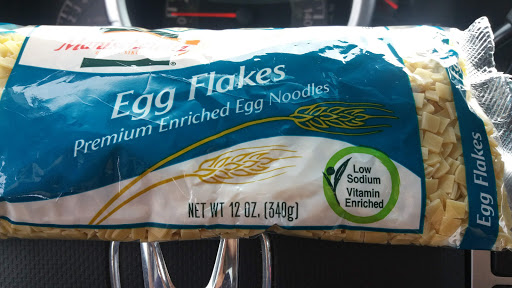 Egg Flakes
Premium Enriched Egg Noodles
Low
Sodium
Vitamin
Enriched
NET WT 12 OZ. (340g)
Egg Flakes